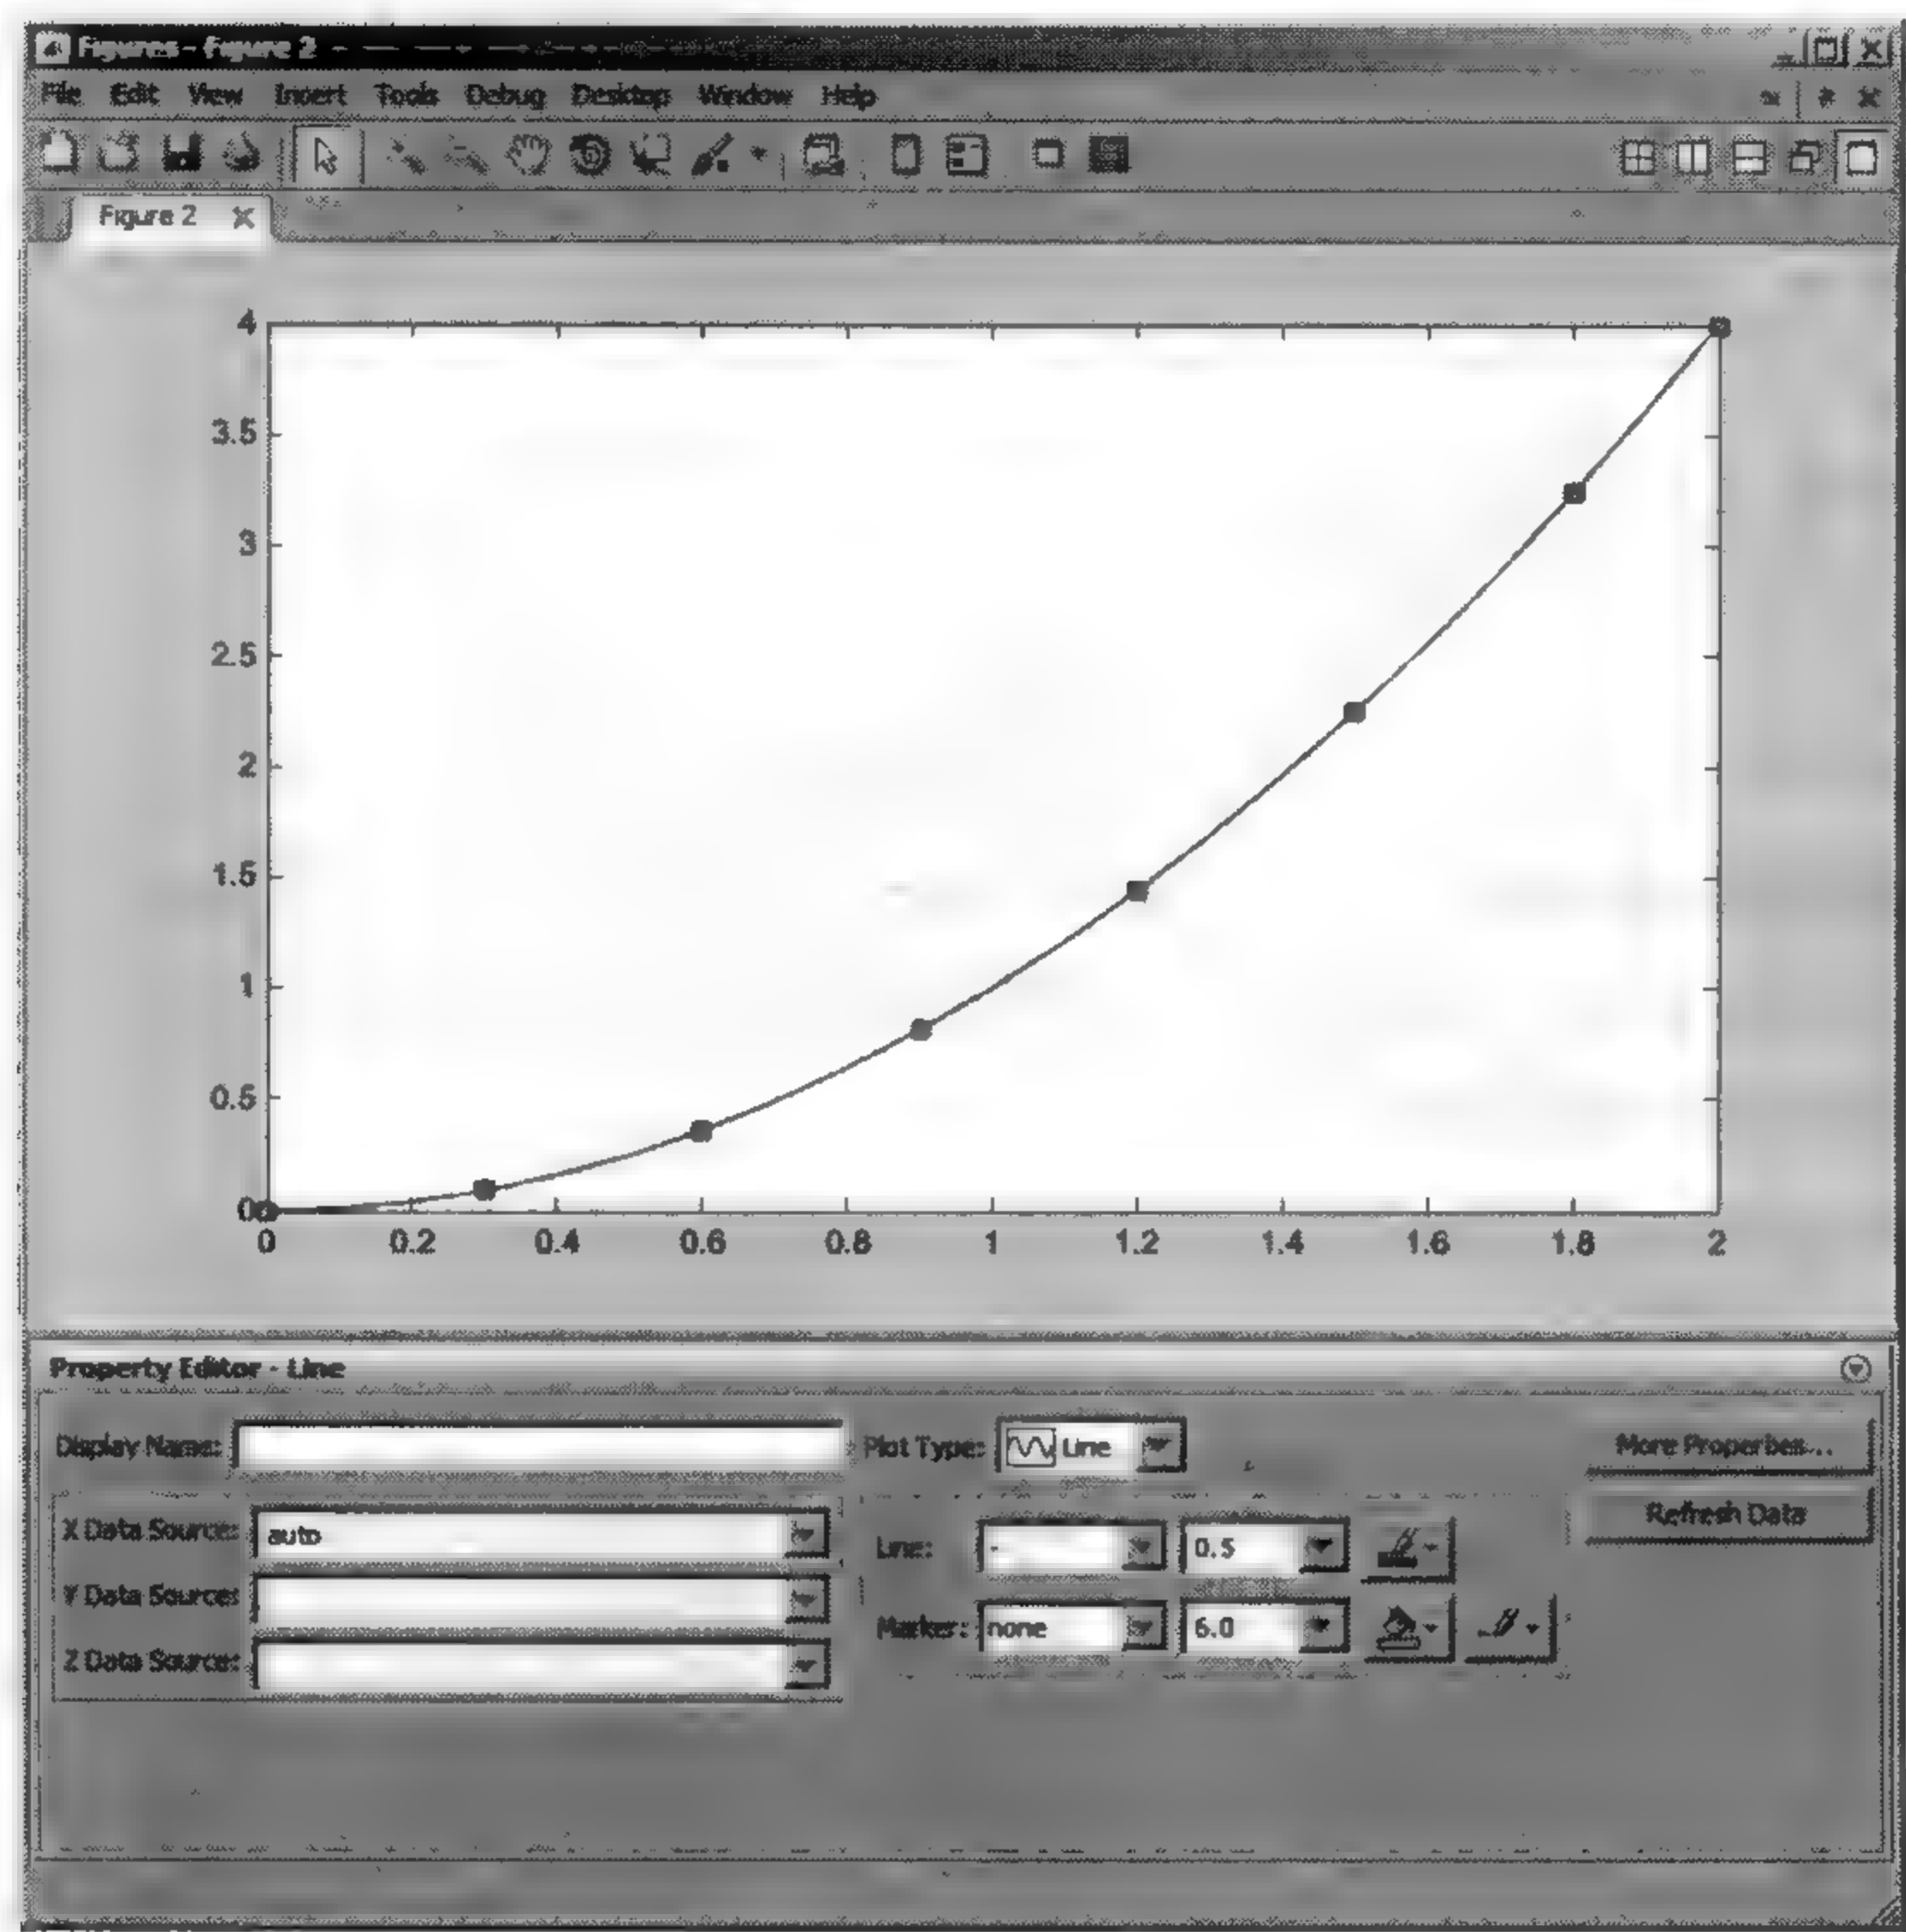 Figures - Figure 2
File Edit View Insert Tools Debug Desktop Window Help
Figure 2
4
3.5
3
2.5
2
1.5
1
0.5
0
0 0.2 0.4 0.6 0.8 1 1.2 1.4 1.6 1.8 2
Property Editor - Line
Display Name: Plot Type: Line More Properties...
X Data Source: auto Line: - 0.5 Refresh Data
Y Data Source:
Marker: none 6.0
Z Data Source: